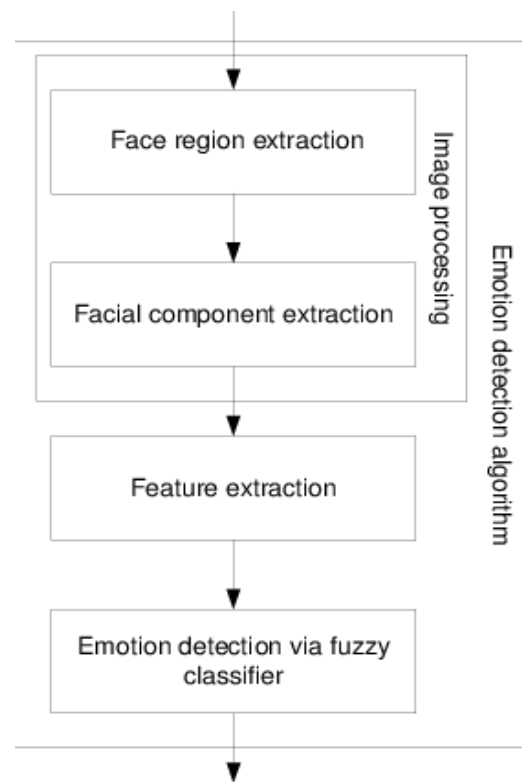 Face region extraction
Facial component extraction
Image processing
Feature extraction
Emotion detection via fuzzy
classifier
Emotion detection algorithm